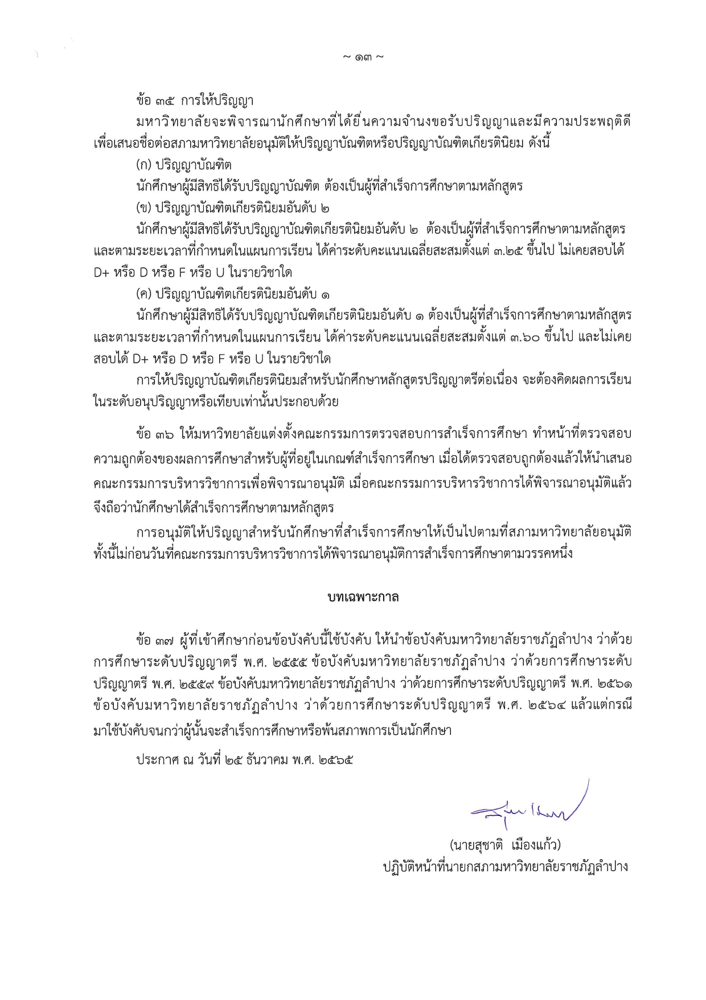 ~ ๑๓ ~
ข้อ ๓๕ การให้ปริญญา
มหาวิทยาลัยจะพิจารณานักศึกษาที่ได้ยื่นความจำนงขอรับปริญญาและมีความประพฤติดี
เพื่อเสนอชื่อต่อสภามหาวิทยาลัยอนุมัติให้ปริญญาบัณฑิตหรือปริญญาบัณฑิตเกียรตินิยม ดังนี้
(ก) ปริญญาบัณฑิต
นักศึกษาผู้มีสิทธิได้รับปริญญาบัณฑิต ต้องเป็นผู้ที่สำเร็จการศึกษาตามหลักสูตร
(ข) ปริญญาบัณฑิตเกียรตินิยมอันดับ ๒
นักศึกษาผู้มีสิทธิได้รับปริญญาบัณฑิตเกียรตินิยมอันดับ ๒ ต้องเป็นผู้ที่สำเร็จการศึกษาตามหลักสูตร
และตามระยะเวลาที่กำหนดในแผนการเรียน ได้ค่าระดับคะแนนเฉลี่ยสะสมตั้งแต่ ๓.๒๕ ขึ้นไป ไม่เคยสอบได้
D+ หรือ D หรือ F หรือ U ในรายวิชาใด
(ค) ปริญญาบัณฑิตเกียรตินิยมอันดับ ๑
นักศึกษาผู้มีสิทธิได้รับปริญญาบัณฑิตเกียรตินิยมอันดับ ๑ ต้องเป็นผู้ที่สำเร็จการศึกษาตามหลักสูตร
และตามระยะเวลาที่กำหนดในแผนการเรียน ได้ค่าระดับคะแนนเฉลี่ยสะสมตั้งแต่ ๓.๖๐ ขึ้นไป และไม่เคย
สอบได้ D+ หรือ D หรือ F หรือ U ในรายวิชาใด
การให้ปริญญาบัณฑิตเกียรตินิยมสำหรับนักศึกษาหลักสูตรปริญญาตรีต่อเนื่อง จะต้องคิดผลการเรียน
ในระดับอนุปริญญาหรือเทียบเท่านั้นประกอบด้วย
ข้อ ๓๖ ให้มหาวิทยาลัยแต่งตั้งคณะกรรมการตรวจสอบการสำเร็จการศึกษา ทำหน้าที่ตรวจสอบ
ความถูกต้องของผลการศึกษาสำหรับผู้ที่อยู่ในเกณฑ์สำเร็จการศึกษา เมื่อได้ตรวจสอบถูกต้องแล้วให้นำเสนอ
คณะกรรมการบริหารวิชาการเพื่อพิจารณาอนุมัติ เมื่อคณะกรรมการบริหารวิชาการได้พิจารณาอนุมัติแล้ว
จึงถือว่านักศึกษาได้สำเร็จการศึกษาตามหลักสูตร
การอนุมัติให้ปริญญาสำหรับนักศึกษาที่สำเร็จการศึกษาให้เป็นไปตามที่สภามหาวิทยาลัยอนุมัติ
ทั้งนี้ไม่ก่อนวันที่คณะกรรมการบริหารวิชาการได้พิจารณาอนุมัติการสำเร็จการศึกษาตามวรรคหนึ่ง
บทเฉพาะกาล
ข้อ ๓๗ ผู้ที่เข้าศึกษาก่อนข้อบังคับนี้ใช้บังคับ ให้นำข้อบังคับมหาวิทยาลัยราชภัฏลำปาง ว่าด้วย
การศึกษาระดับปริญญาตรี พ.ศ. ๒๕๕๕ ข้อบังคับมหาวิทยาลัยราชภัฏลำปาง ว่าด้วยการศึกษาระดับ
ปริญญาตรี พ.ศ. ๒๕๕๙ ข้อบังคับมหาวิทยาลัยราชภัฏลำปาง ว่าด้วยการศึกษาระดับปริญญาตรี พ.ศ. ๒๕๖๑
ข้อบังคับมหาวิทยาลัยราชภัฏลำปาง ว่าด้วยการศึกษาระดับปริญญาตรี พ.ศ. ๒๕๖๔ แล้วแต่กรณี
มาใช้บังคับจนกว่าผู้นั้นจะสำเร็จการศึกษาหรือพ้นสภาพการเป็นนักศึกษา
ประกาศ ณ วันที่ ๒๕ ธันวาคม พ.ศ. ๒๕๖๕
(นายสุชาติ เมืองแก้ว)
ปฏิบัติหน้าที่นายกสภามหาวิทยาลัยราชภัฏลำปาง